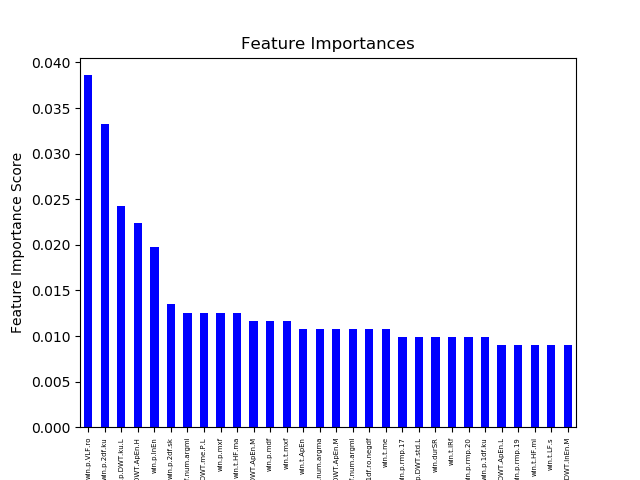 Feature Importances
Feature Importance Score
0.040
0.035
0.030
0.025
0.020
0.015
0.010
0.005
0.000
win.p.VLF.ro
win.p.2df.ku
.p.DWT.ku.L
DWT.ApEn.H
win.p.InEn
win.p.2df.sk
.num.argmi
DWT.me.P.L
win.p.mxf
win.t.HF.ma
DWT.ApEn.M
win.p.mdf
win.t.mxf
win.t.ApEn
.num.argma
DWT.ApEn.M
.num.argmi
1df.ro.negdf
win.t.me
in.p.rmp.17
p.DWT.std.L
win.durSR
win.t.IRf
in.p.rmp.20
win.p.1df.ku
DWT.ApEn.L
in.p.rmp.19
win.t.HF.mi
win.t.LF.s
DWT.InEn.M